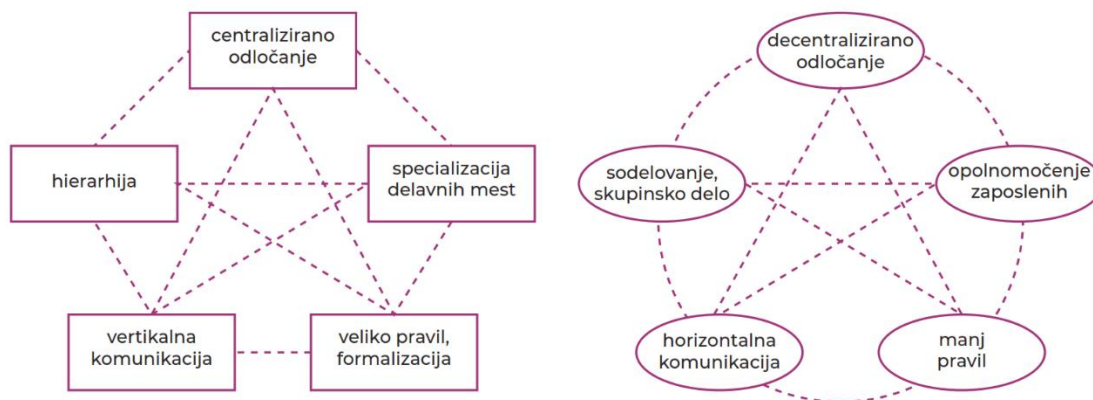 centralizirano
odločanje
hierarhija
specializacija
delavnih mest
vertikalna
komunikacija
veliko pravil,
formalizacija
decentralizirano
odločanje
sodelovanje,
skupinsko delo
opolnomočenje
zaposlenih
horizontalna
komunikacija
manj
pravil